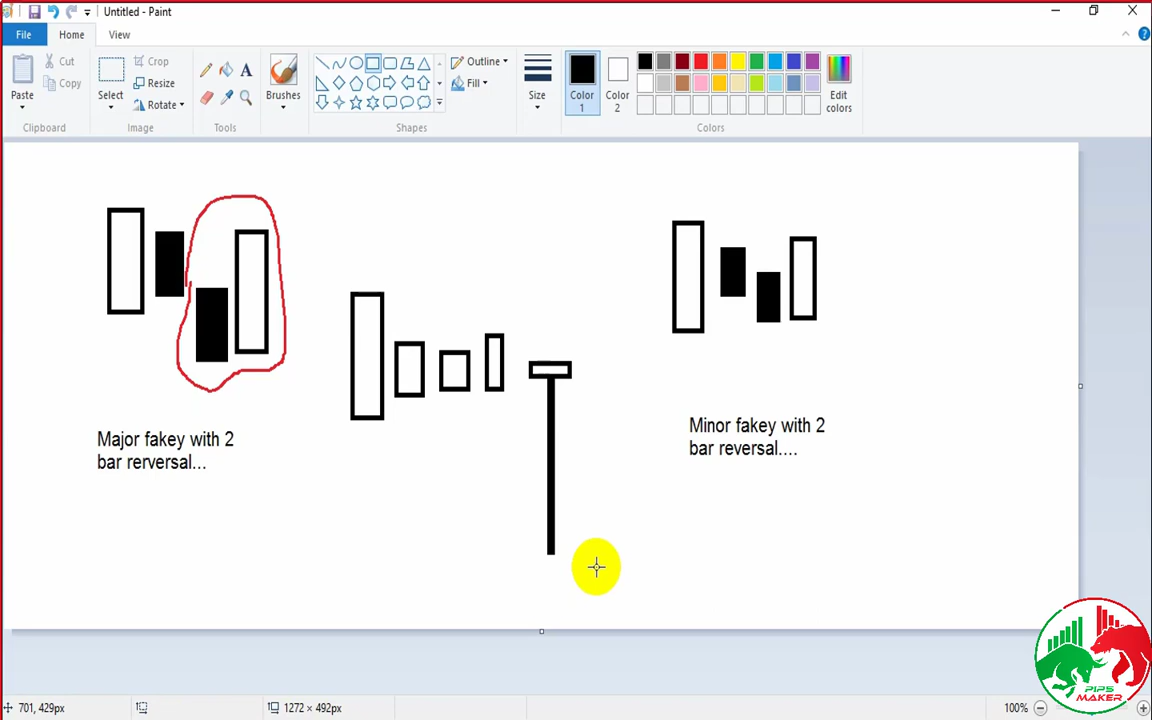 Untitled - Paint
File
Home
View
Paste
Cut
Copy
Clipboard
Select
Crop
Resize
Rotate
Image
A
Tools
Brushes
Outline
Fill
Shapes
Size
Color
1
Color
2
Edit
colors
Colors
Major fakey with 2
bar rerversal...
Minor fakey with 2
bar reversal....
PIPS
MAKER
701, 429px
1272 × 492px
100%